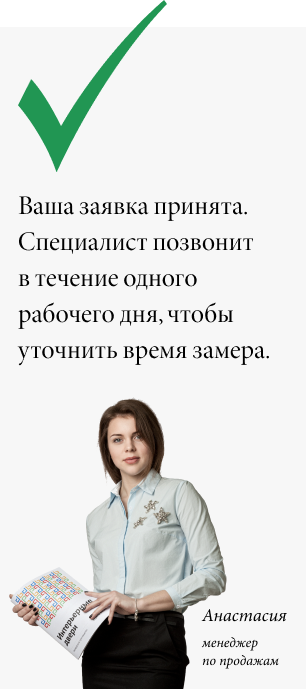 Ваша заявка принята.
Специалист позвонит
в течение одного
рабочего дня, чтобы
уточнить время замера.
Интерьерные
двери
Анастасия
менеджер
по продажам